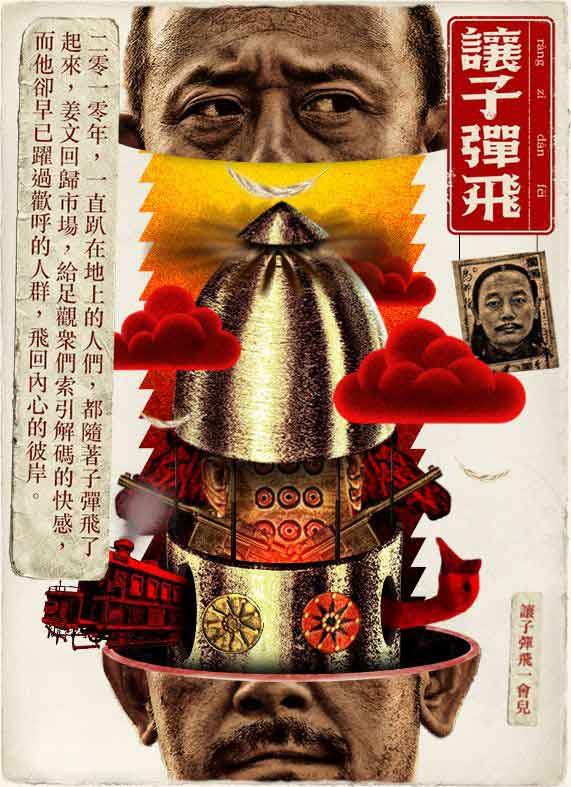 二零一零年，一直趴在地上的人們，都隨著子彈飛了
起來，姜文回歸市場，給足觀衆們索引解碼的快感，
而他卻早已躍過歡呼的人群，飛回內心的彼岸。
讓子彈飛
ràng zi dàn fēi
讓子彈飛一會兒